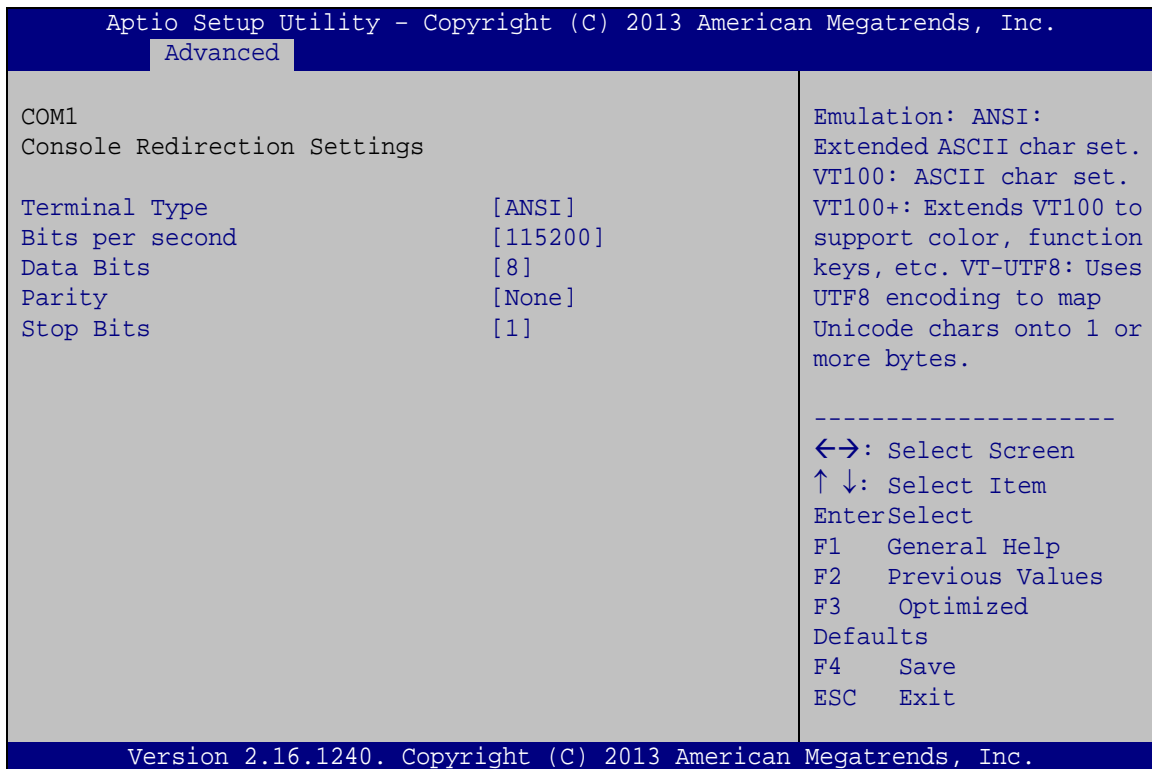 Aptio Setup Utility – Copyright (C) 2013 American Megatrends, Inc.
Advanced
COM1
Console Redirection Settings
Terminal Type [ANSI]
Bits per second [115200]
Data Bits [8]
Parity [None]
Stop Bits [1]
Emulation: ANSI:
Extended ASCII char set.
VT100: ASCII char set.
VT100+: Extends VT100 to
support color, function
keys, etc. VT-UTF8: Uses
UTF8 encoding to map
Unicode chars onto 1 or
more bytes.
---------------------
←→: Select Screen
↑ ↓: Select Item
EnterSelect
F1 General Help
F2 Previous Values
F3 Optimized
Defaults
F4 Save
ESC Exit
Version 2.16.1240. Copyright (C) 2013 American Megatrends, Inc.